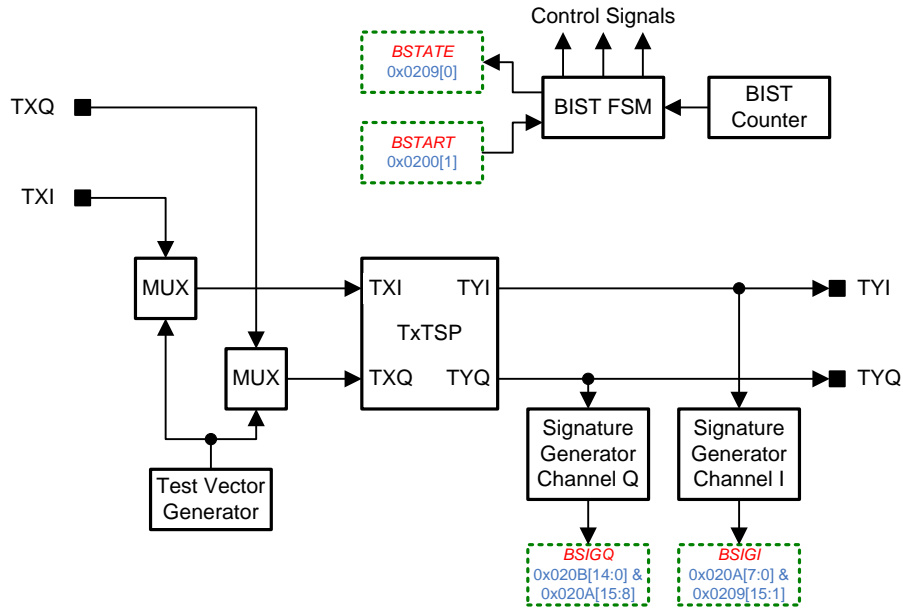 Control Signals
BSTATE
0x0209[0]
BIST FSM
BIST
Counter
BSTART
0x0200[1]
TXQ
TXI
MUX
MUX
TXI
TYI
TxTSP
TXQ
TYQ
TYI
TYQ
Test Vector
Generator
Signature
Generator
Channel Q
Signature
Generator
Channel I
BSIGQ
0x020B[14:0] &
0x020A[15:8]
BSIGI
0x020A[7:0] &
0x0209[15:1]